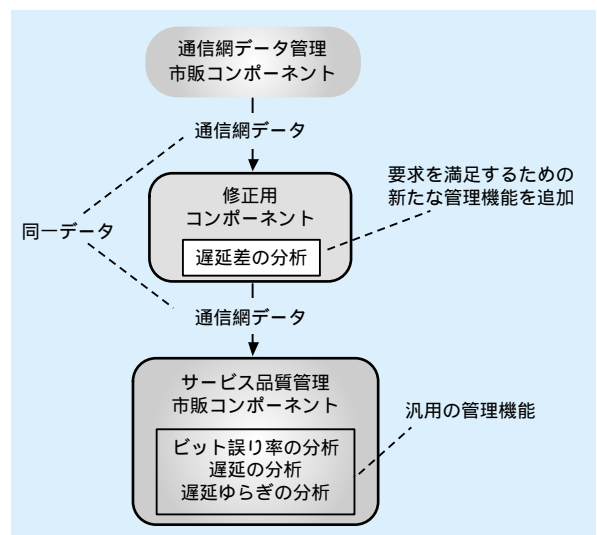 通信網データ管理
市販コンポーネント
通信網データ
要求を満足するための
新たな管理機能を追加
修正用
コンポーネント
同一データ
遅延差の分析
通信網データ
サービス品質管理
市販コンポーネント
汎用の管理機能
ビット誤り率の分析
遅延の分析
遅延ゆらぎの分析